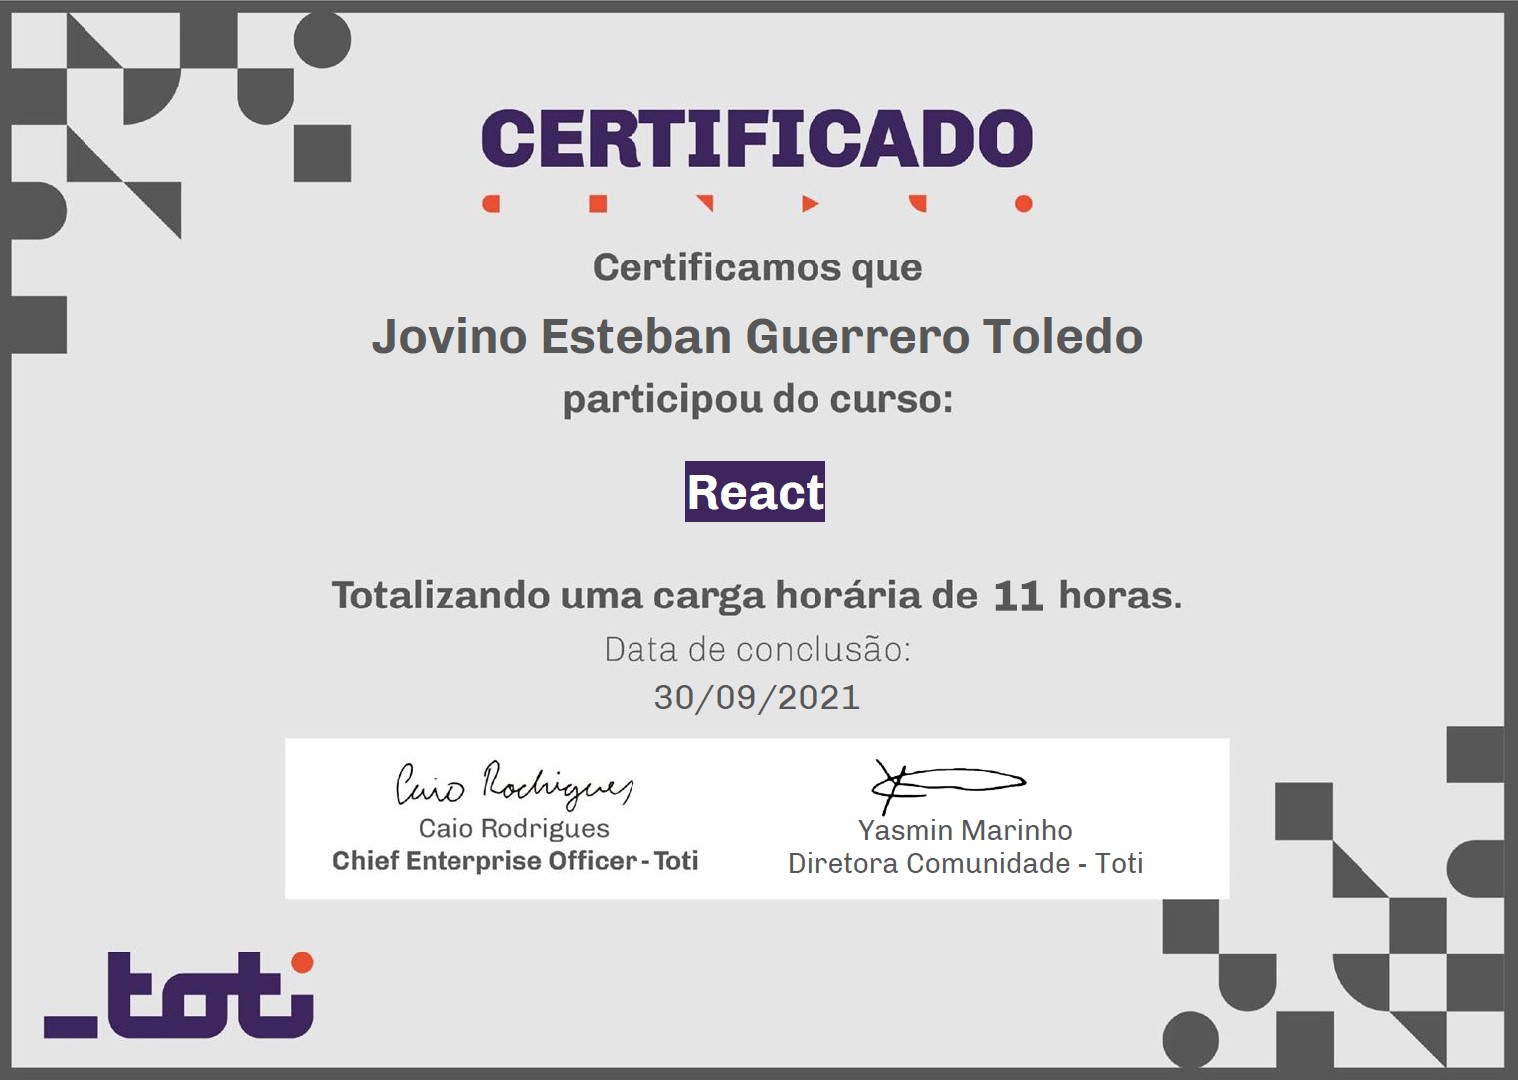 CERTIFICADO
Certificamos que
Jovino Esteban Guerrero Toledo
participou do curso:
React
Totalizando uma carga horária de 11 horas.
Data de conclusão:
30/09/2021
Caio Rodrigues
Caio Rodrigues
Chief Enterprise Officer - Toti
Yasmin Marinho
Diretora Comunidade - Toti
_toti